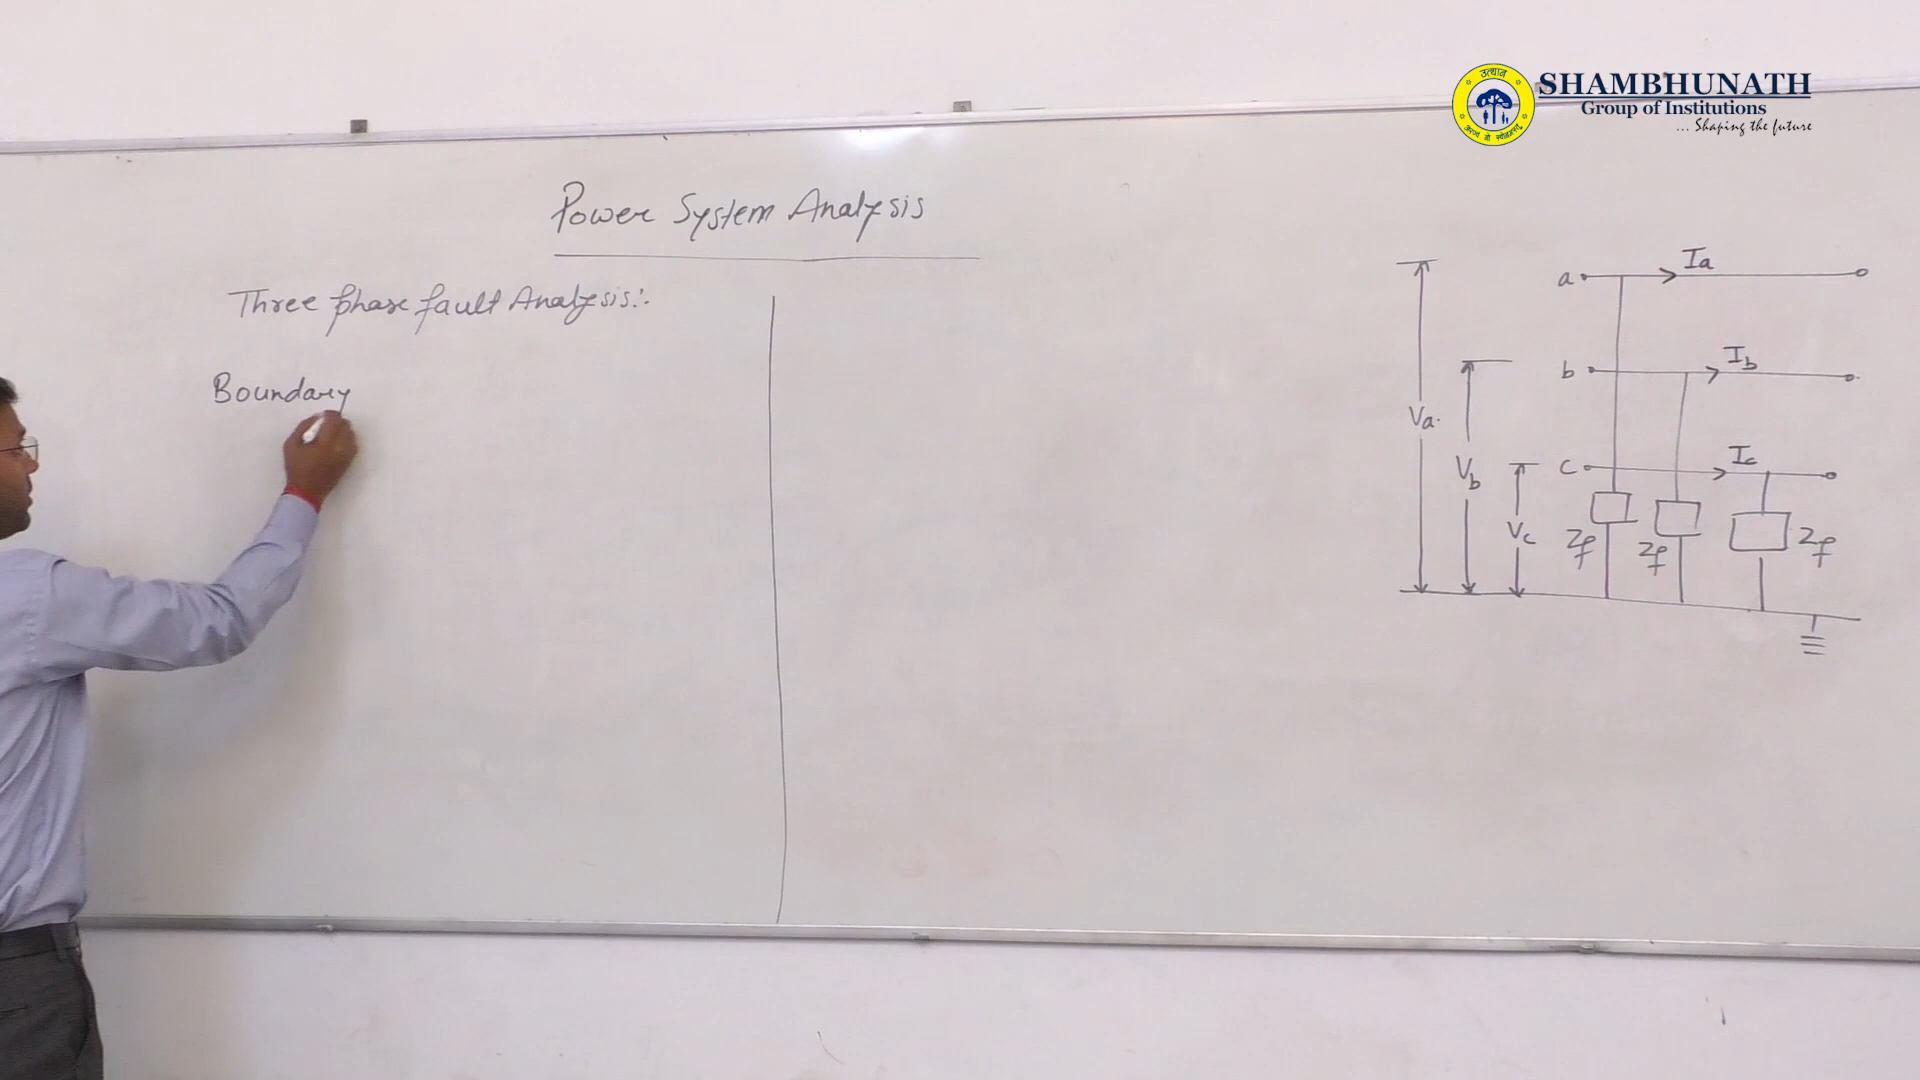 उत्थान
SHAMBHUNATH
Group of Institutions
... Shaping the future
Power System Analysis
Three phase fault Analysis:-
Boundary
a Ia
b Ib
c Ic
Va
Vb
Vc
Zf Zf Zf